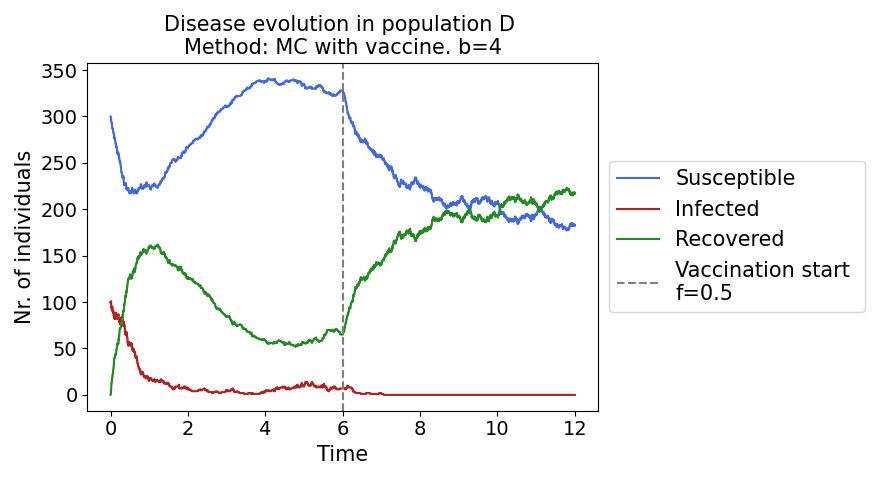 Disease evolution in population D
Method: MC with vaccine. b=4
Nr. of individuals
350
300
250
200
150
100
50
0
0 2 4 6 8 10 12
Time
Susceptible
Infected
Recovered
Vaccination start
f=0.5